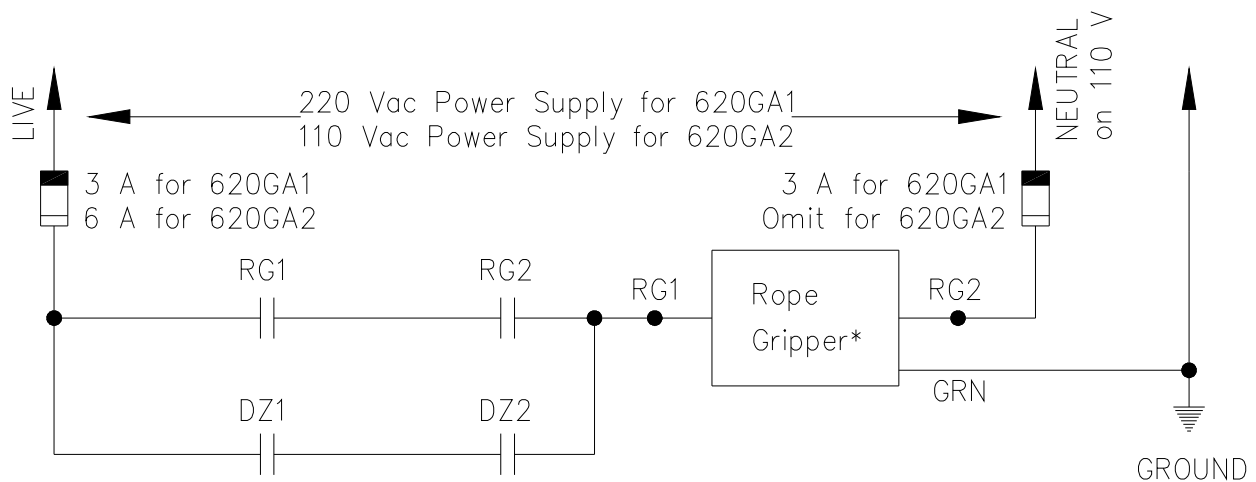 LIVE
220 Vac Power Supply for 620GA1
110 Vac Power Supply for 620GA2
NEUTRAL
on 110 V
3 A for 620GA1
6 A for 620GA2
3 A for 620GA1
Omit for 620GA2
RG1
RG2
RG1
Rope
Gripper*
RG2
GRN
DZ1
DZ2
GROUND